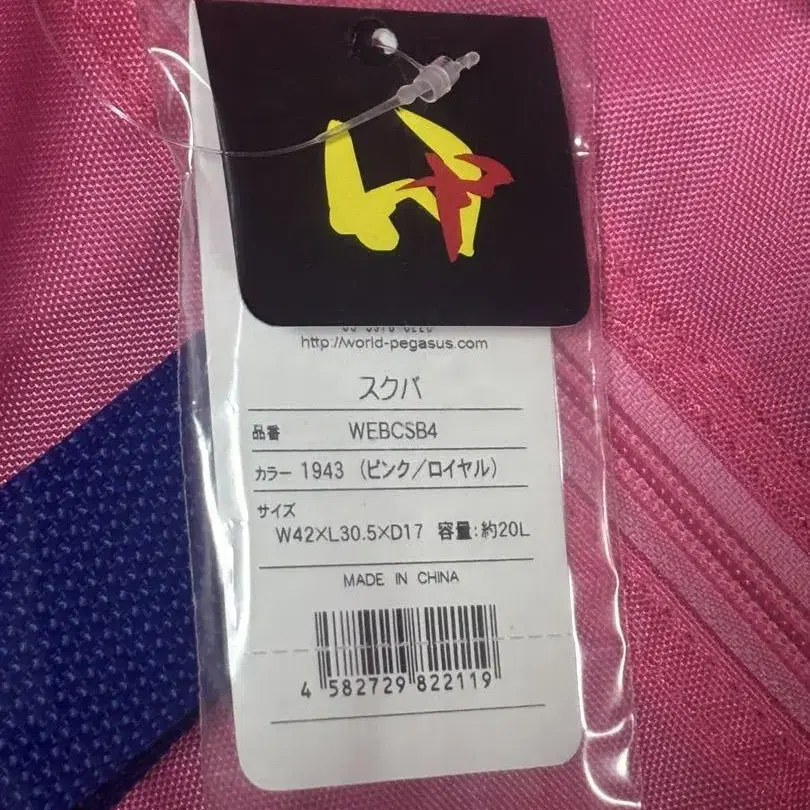 http://world-pegasus.com
スクバ
品番 WEBCSB4
カラー 1943 (ピンク/ロイヤル)
サイズ
W42×L30.5×D17 容量:約20L
MADE IN CHINA
4 582729 822119